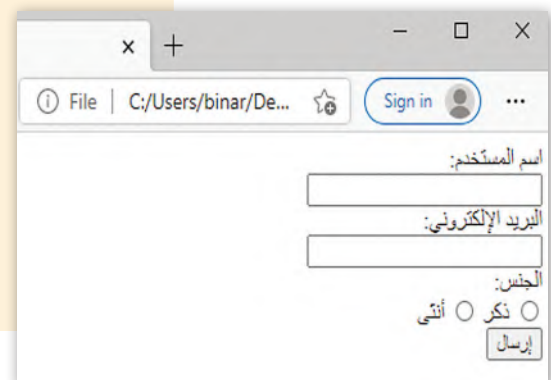 File | C:/Users/binar/De... Sign in ...
اسم المستخدم:
البريد الإلكتروني:
الجنس:
ذكر أنثى
إرسال